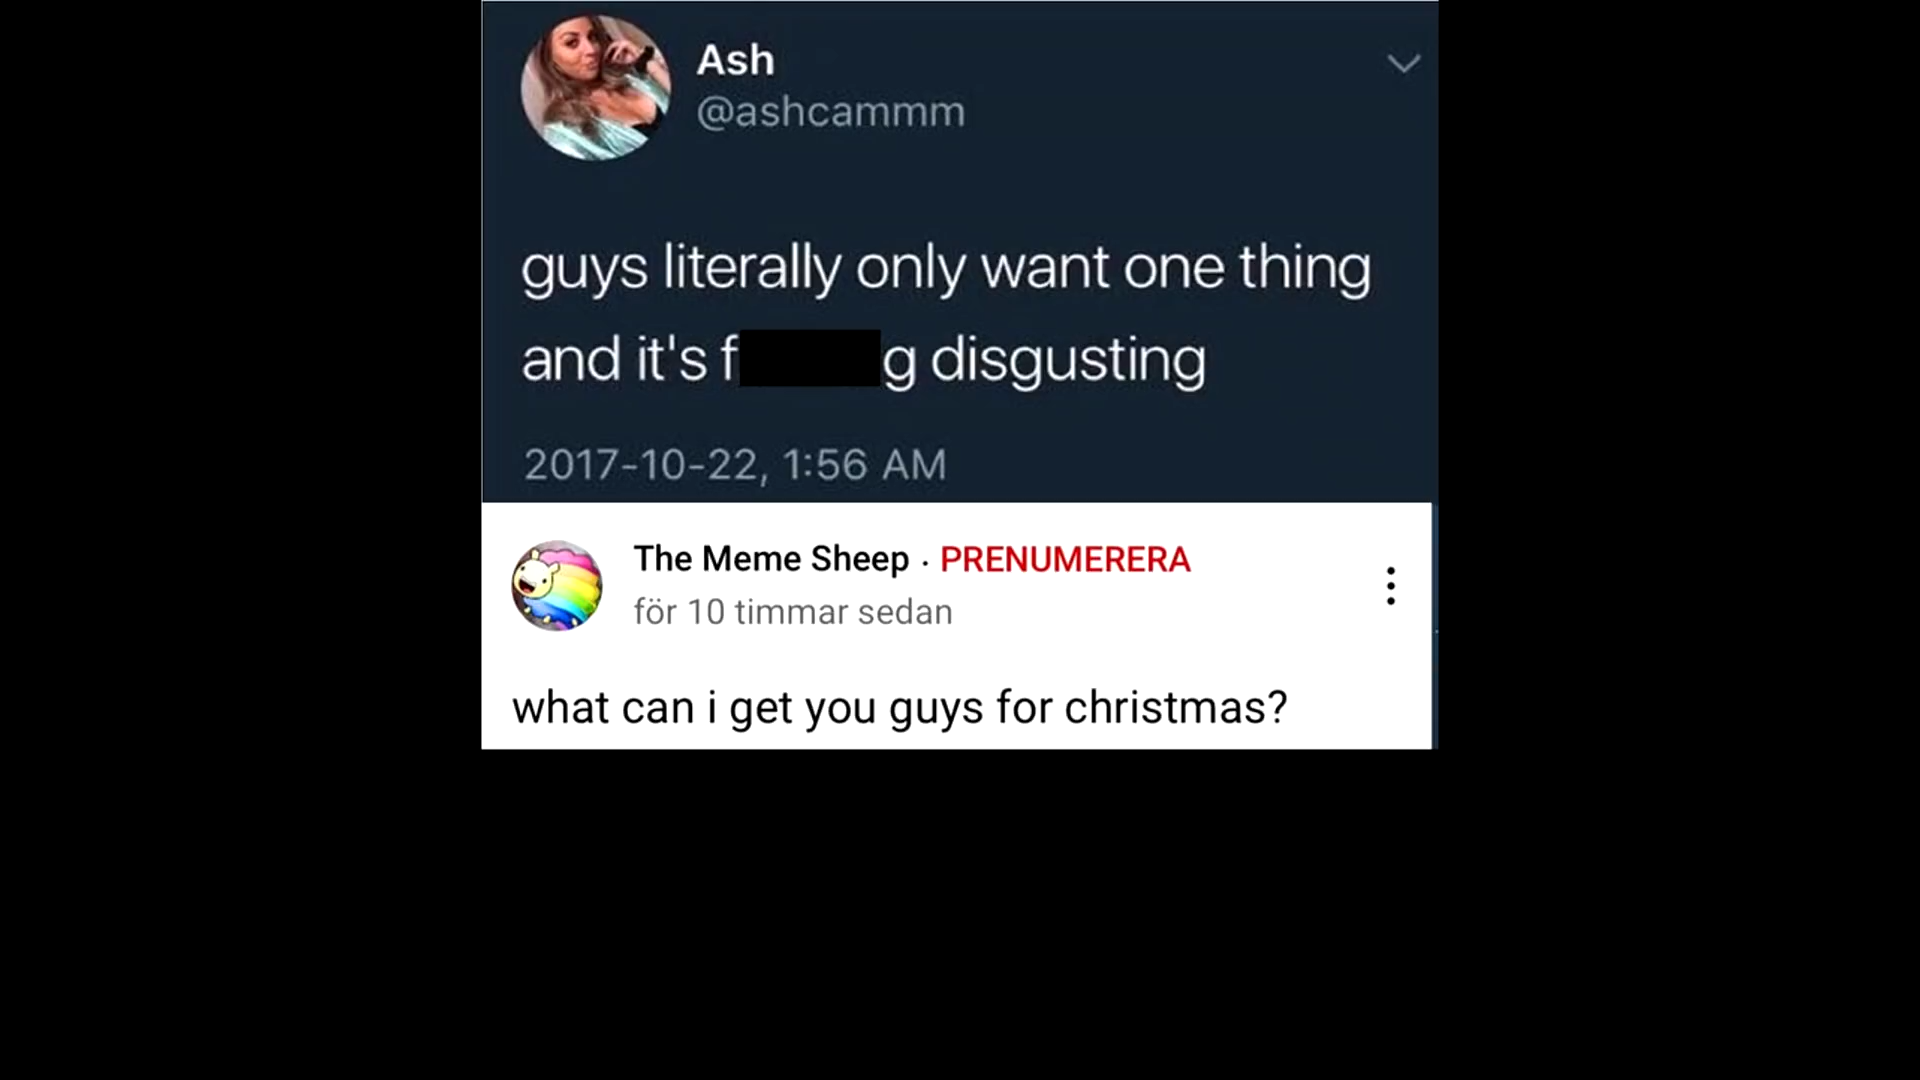 Ash
@ashcammm
guys literally only want one thing
and it's f g disgusting
2017-10-22, 1:56 AM
The Meme Sheep · PRENUMERERA
för 10 timmar sedan
what can i get you guys for christmas?